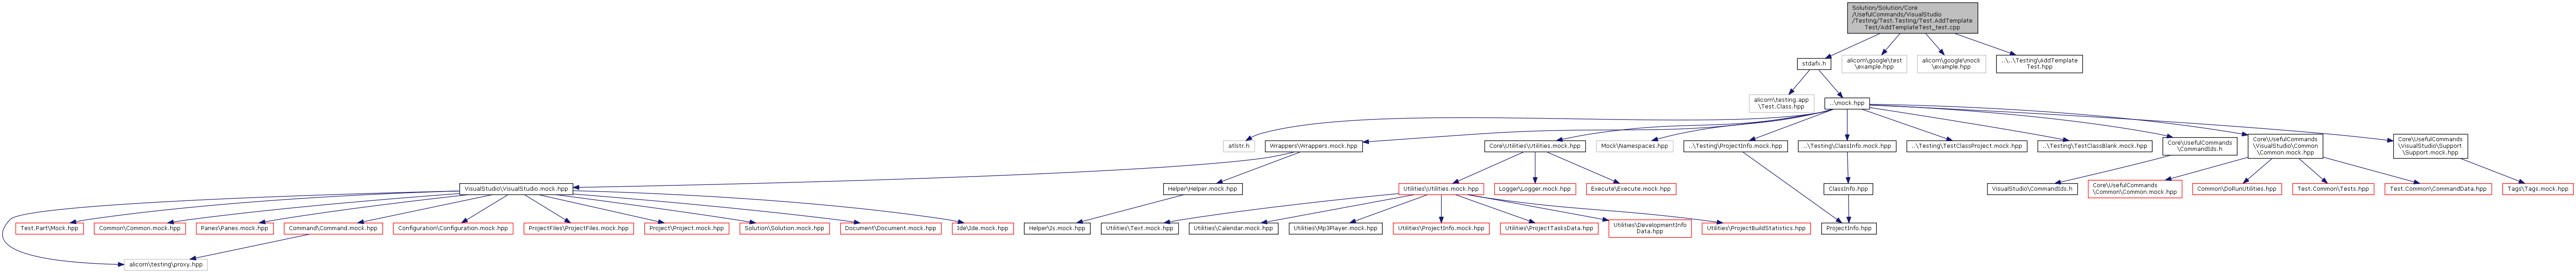 Solution/Solution/Core
/UsefulCommands/VisualStudio
/Testing/Test.Testing/Test.AddTemplate
Test/AddTemplateTest_test.cpp
stdafx.h
alicorn\google\test
\example.hpp
alicorn\google\mock
\example.hpp
..\..\Testing\AddTemplate
Test.hpp
alicorn\testing.app
\Test.Class.hpp
..\mock.hpp
atlstr.h
Wrappers\Wrappers.mock.hpp
Core\Utilities\Utilities.mock.hpp
Mock\Namespaces.hpp
..\Testing\ProjectInfo.mock.hpp
..\Testing\ClassInfo.mock.hpp
..\Testing\TestClassProject.mock.hpp
..\Testing\TestClassBlank.mock.hpp
Core\UsefulCommands
\CommandIds.h
Core\UsefulCommands
\VisualStudio\Common
\Common.mock.hpp
Core\UsefulCommands
\VisualStudio\Support
\Support.mock.hpp
VisualStudio\VisualStudio.mock.hpp
Helper\Helper.mock.hpp
Utilities\Utilities.mock.hpp
Logger\Logger.mock.hpp
Execute\Execute.mock.hpp
ClassInfo.hpp
VisualStudio\CommandIds.h
Core\UsefulCommands
\Common\Common.mock.hpp
Common\DoRunUtilities.hpp
Test.Common\Tests.hpp
Test.Common\CommandData.hpp
Tags\Tags.mock.hpp
Test.Part\Mock.hpp
Common\Common.mock.hpp
Panes\Panes.mock.hpp
Command\Command.mock.hpp
Configuration\Configuration.mock.hpp
ProjectFiles\ProjectFiles.mock.hpp
Project\Project.mock.hpp
Solution\Solution.mock.hpp
Document\Document.mock.hpp
Ide\Ide.mock.hpp
Helper\Is.mock.hpp
Utilities\Text.mock.hpp
Utilities\Calendar.mock.hpp
Utilities\Mp3Player.mock.hpp
Utilities\ProjectInfo.mock.hpp
Utilities\ProjectTasksData.hpp
Utilities\DevelopmentInfo
Data.hpp
Utilities\ProjectBuildStatistics.hpp
ProjectInfo.hpp
alicorn\testing\proxy.hpp